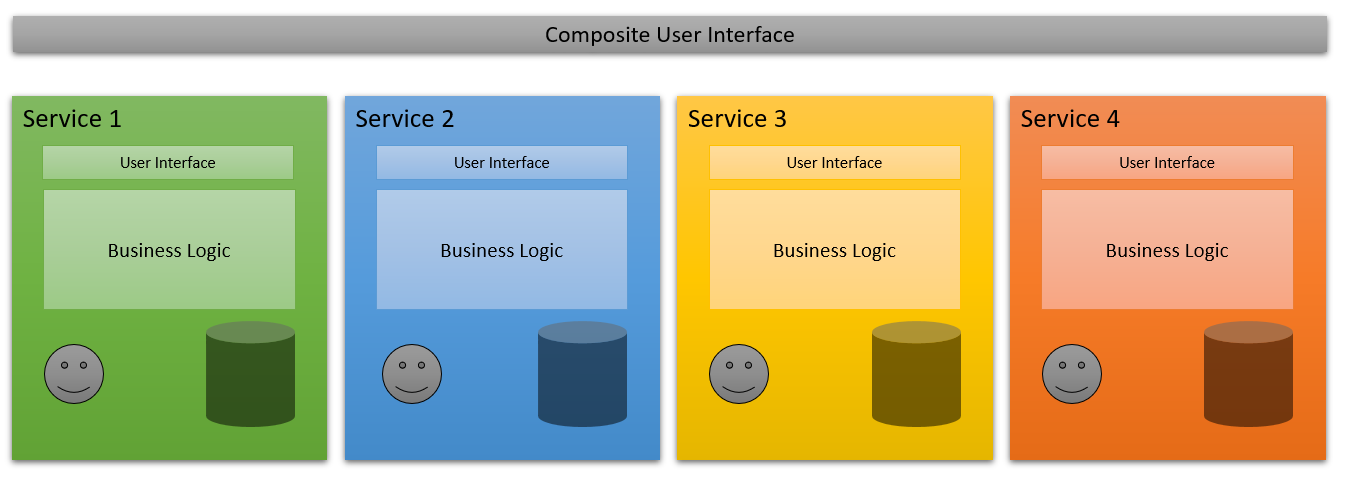 Composite User Interface
Service 1
User Interface
Business Logic
Service 2
User Interface
Business Logic
Service 3
User Interface
Business Logic
Service 4
User Interface
Business Logic